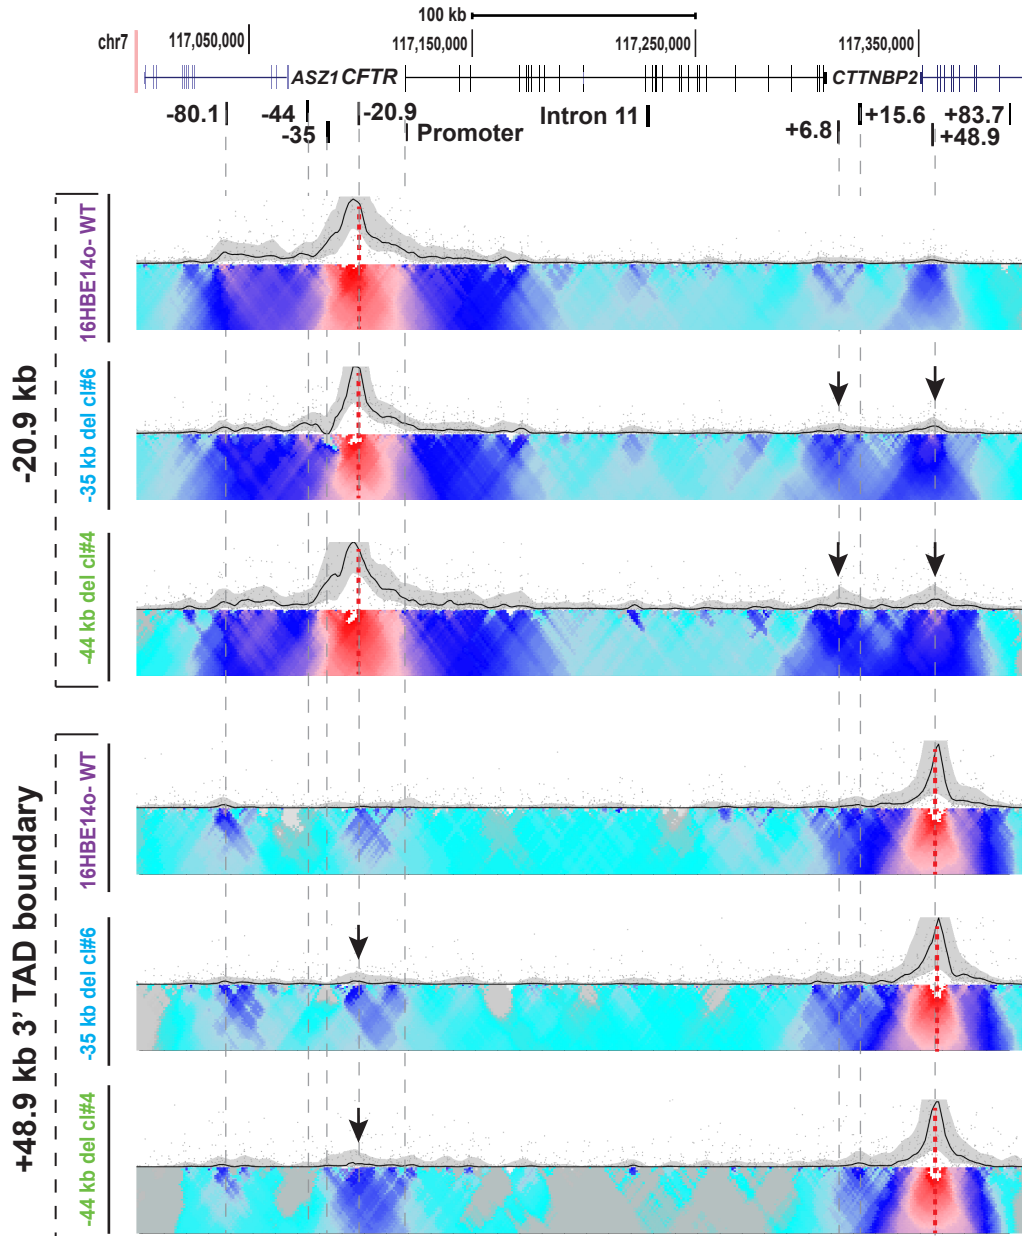 100 kb
chr7 117,050,000 117,150,000 117,250,000 117,350,000
ASZ1 CFTR CTTNBP2
-80.1 -44 -20.9 Intron 11 +15.6 +83.7
-35 Promoter +6.8 +48.9
-20.9 kb
16HBE14o- WT
-35 kb del cl#6
-44 kb del cl#4
+48.9 kb 3' TAD boundary
16HBE14o- WT
-35 kb del cl#6
-44 kb del cl#4